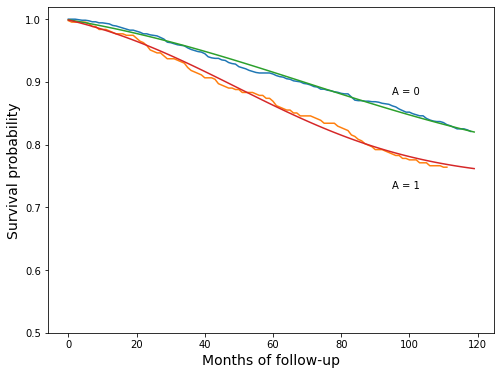 1.0
0.9
0.8
0.7
0.6
0.5
Survival probability
A = 0
A = 1
0 20 40 60 80 100 120
Months of follow-up